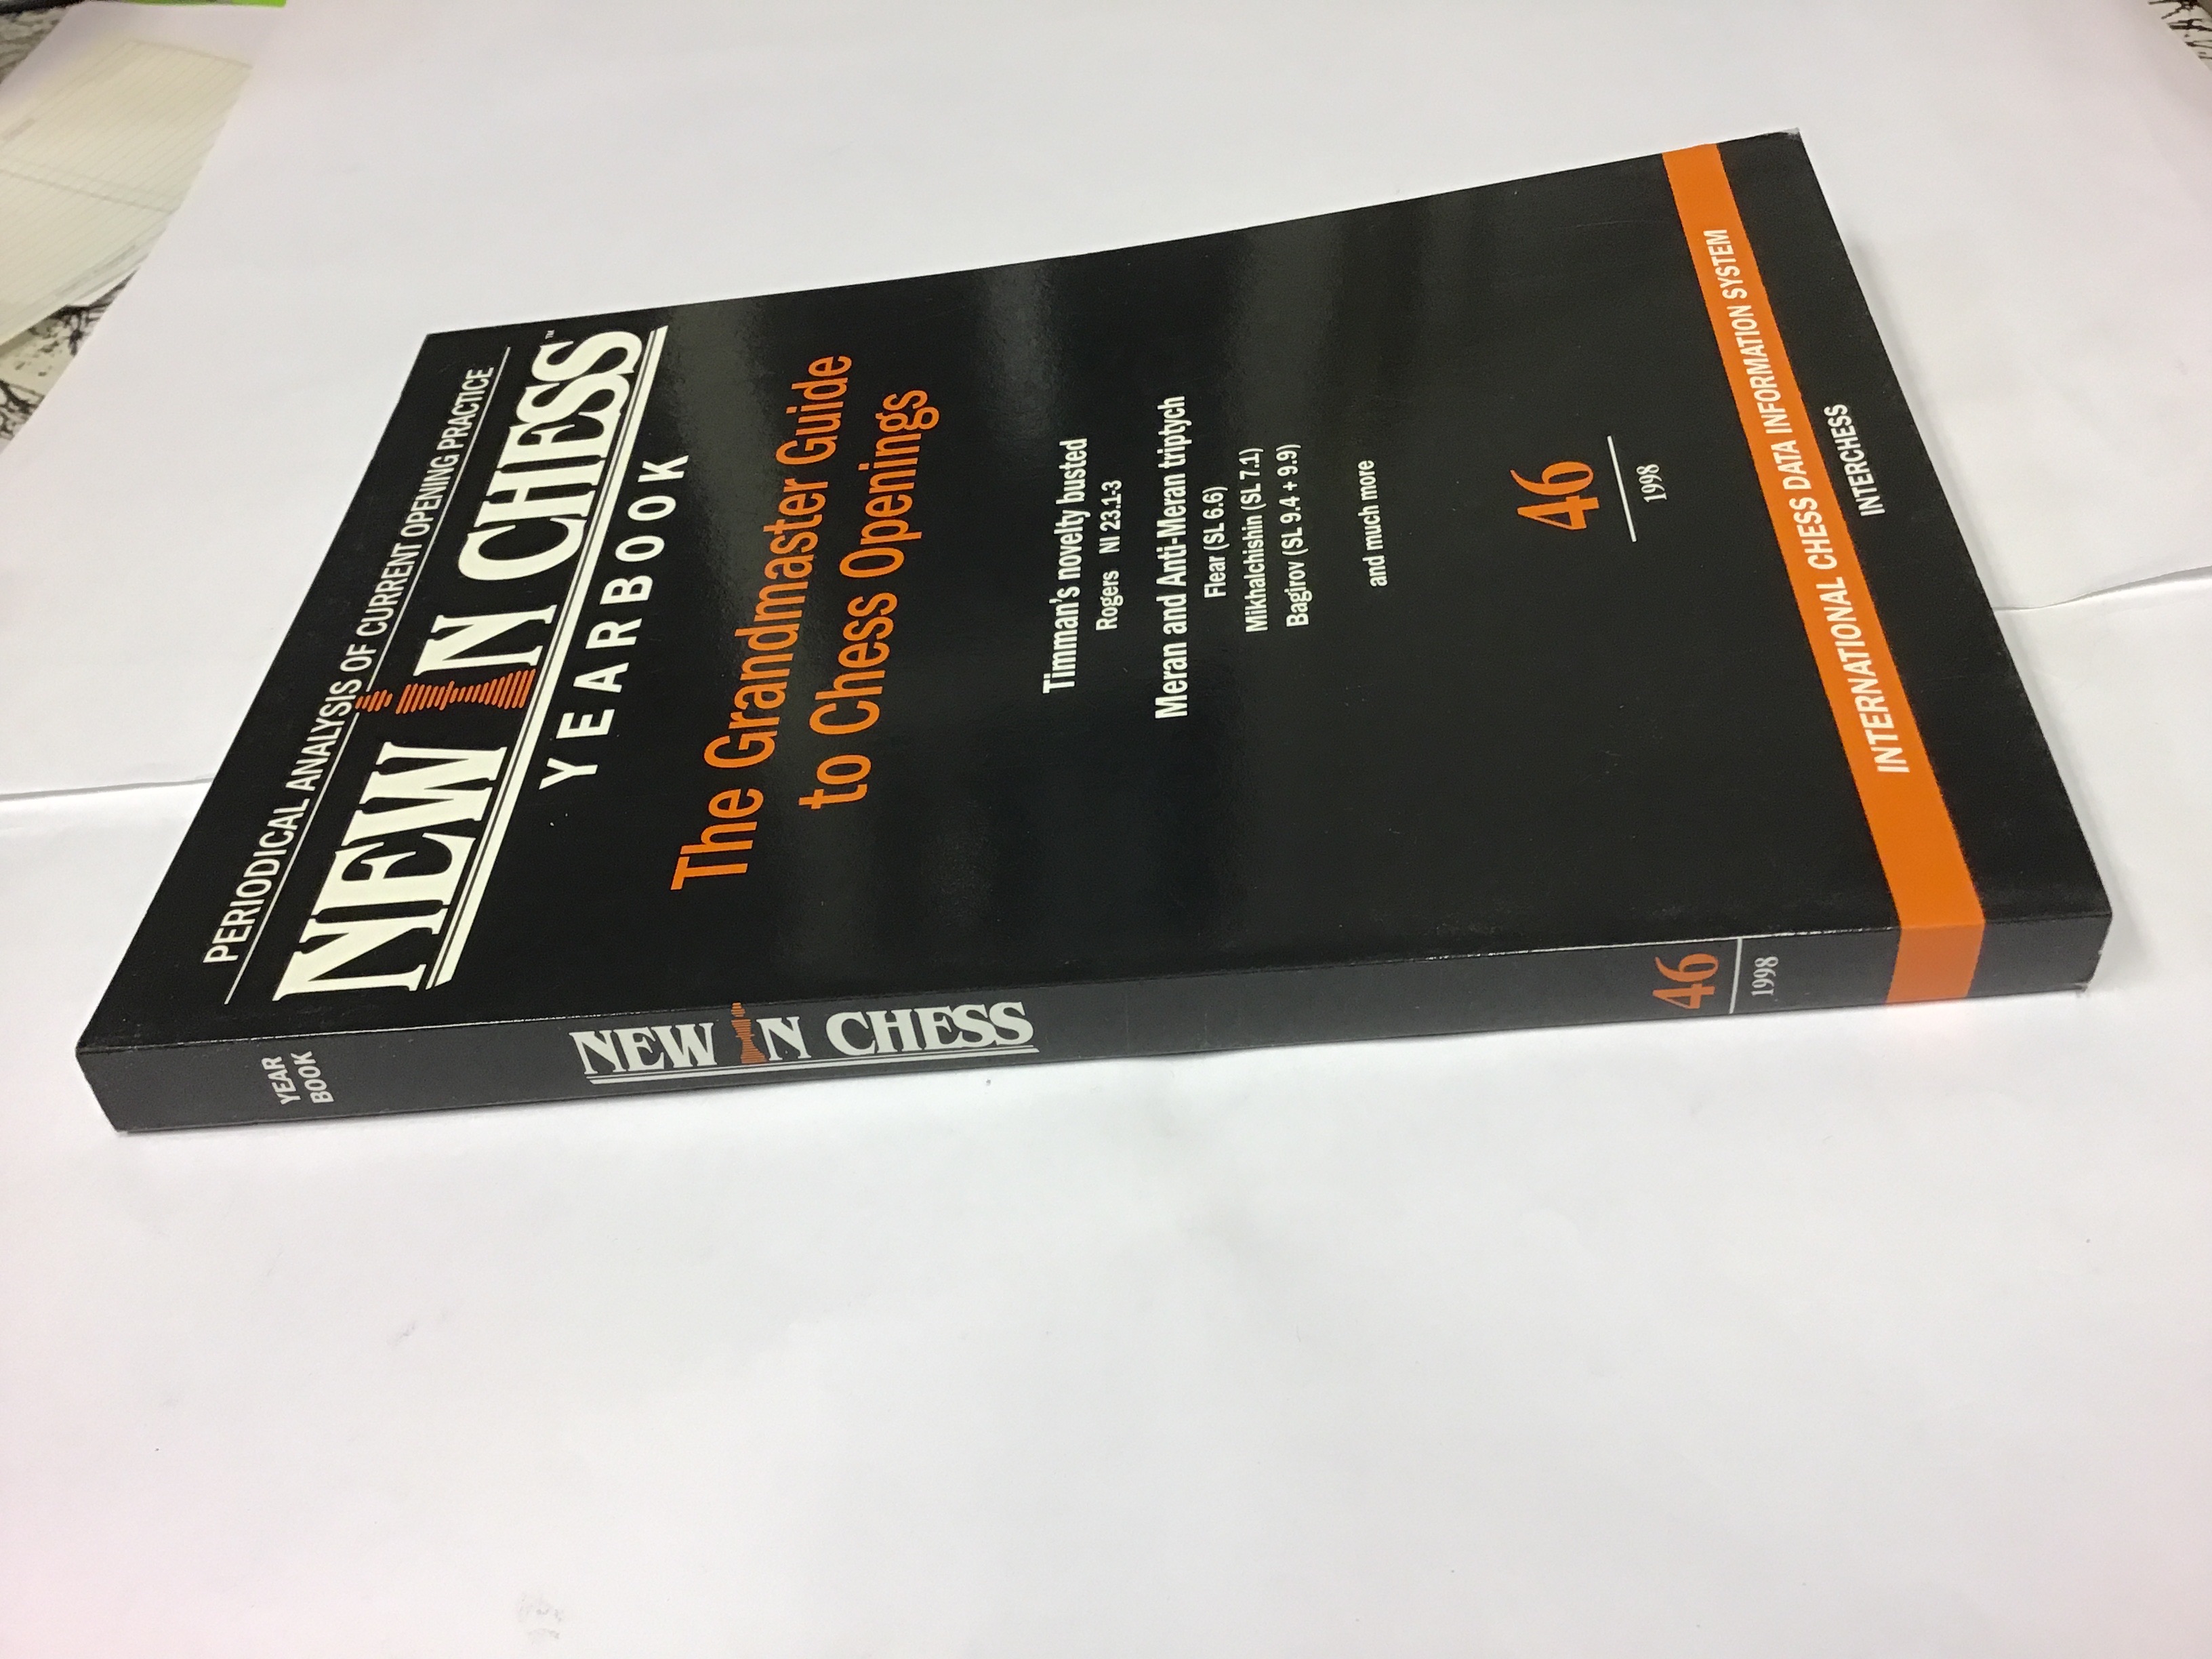 PERIODICAL ANALYSIS OF CURRENT OPENING PRACTICE
NEW IN CHESS™
YEARBOOK
The Grandmaster Guide
to Chess Openings
Timman's novelty busted
Rogers NI 23.1-3
Meran and Anti-Meran triptych
Flear (SL 6.6)
Mikhalchishin (SL 7.1)
Bagirov (SL 9.4 + 9.9)
and much more
46
1998
INTERNATIONAL CHESS DATA INFORMATION SYSTEM
INTERCHESS
YEAR
BOOK
NEW IN CHESS
46
1998